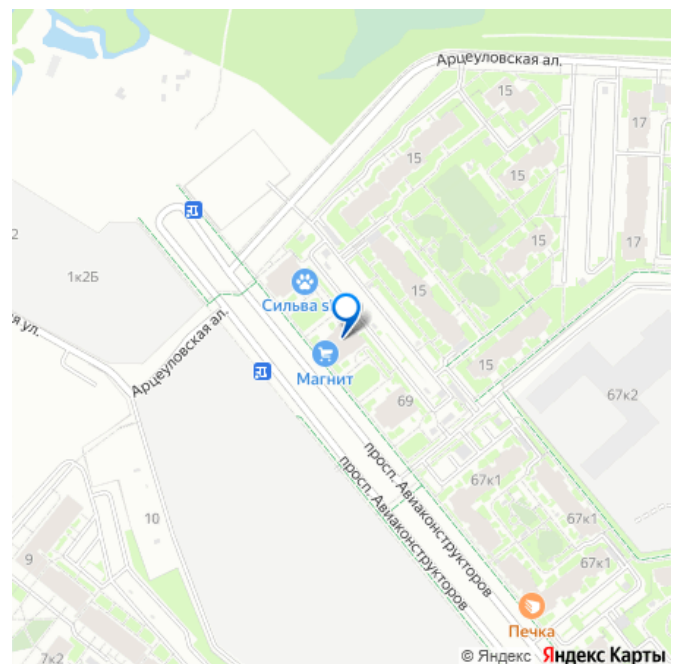 Арцеуловская ал.
15
17
15
15
2
1к2Б
15
17
Сильва s
я ул.
Арцеуловская ал.
Магнит
15
67к2
69
просп. Авиаконструкторов
просп. Авиаконструкторов
67к1
10
67к1
9
67к1
Печка
7к2
© Яндекс Яндекс Карты